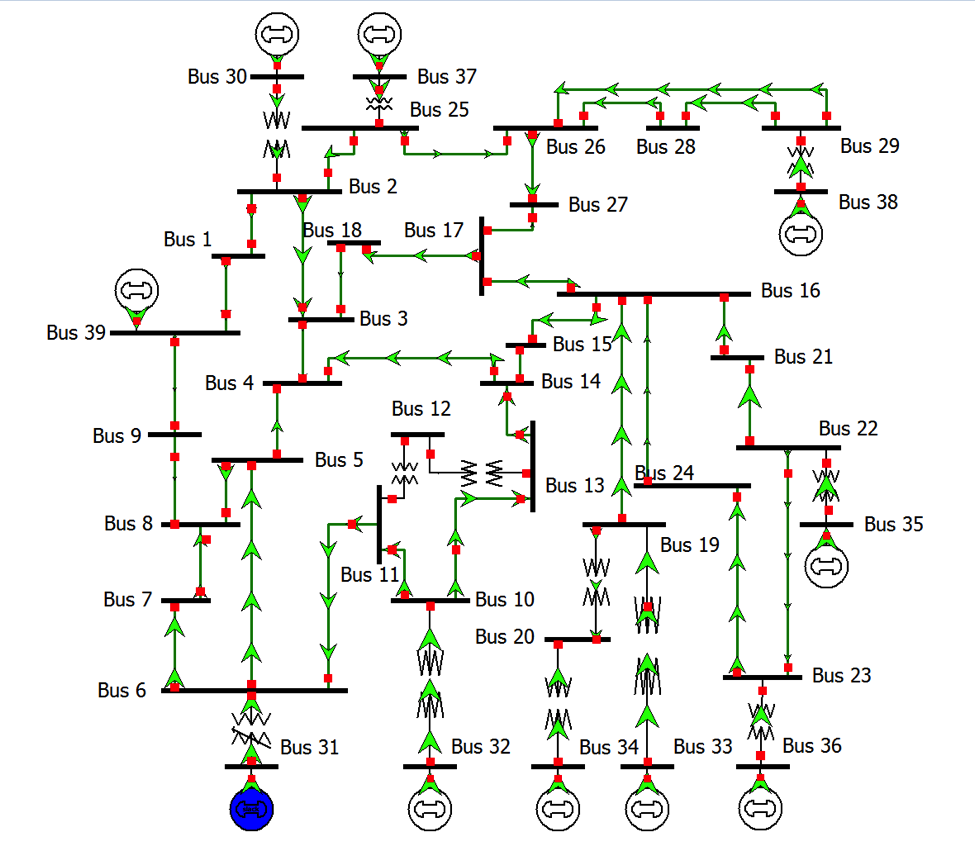 Bus 30
Bus 37
Bus 25
Bus 26
Bus 28
Bus 29
Bus 2
Bus 38
Bus 27
Bus 18
Bus 17
Bus 1
Bus 16
Bus 3
Bus 39
Bus 15
Bus 21
Bus 4
Bus 14
Bus 12
Bus 9
Bus 22
Bus 5
Bus 24
Bus 13
Bus 8
Bus 35
Bus 19
Bus 11
Bus 7
Bus 10
Bus 20
Bus 23
Bus 6
Bus 31
Bus 32
Bus 34
Bus 33
Bus 36